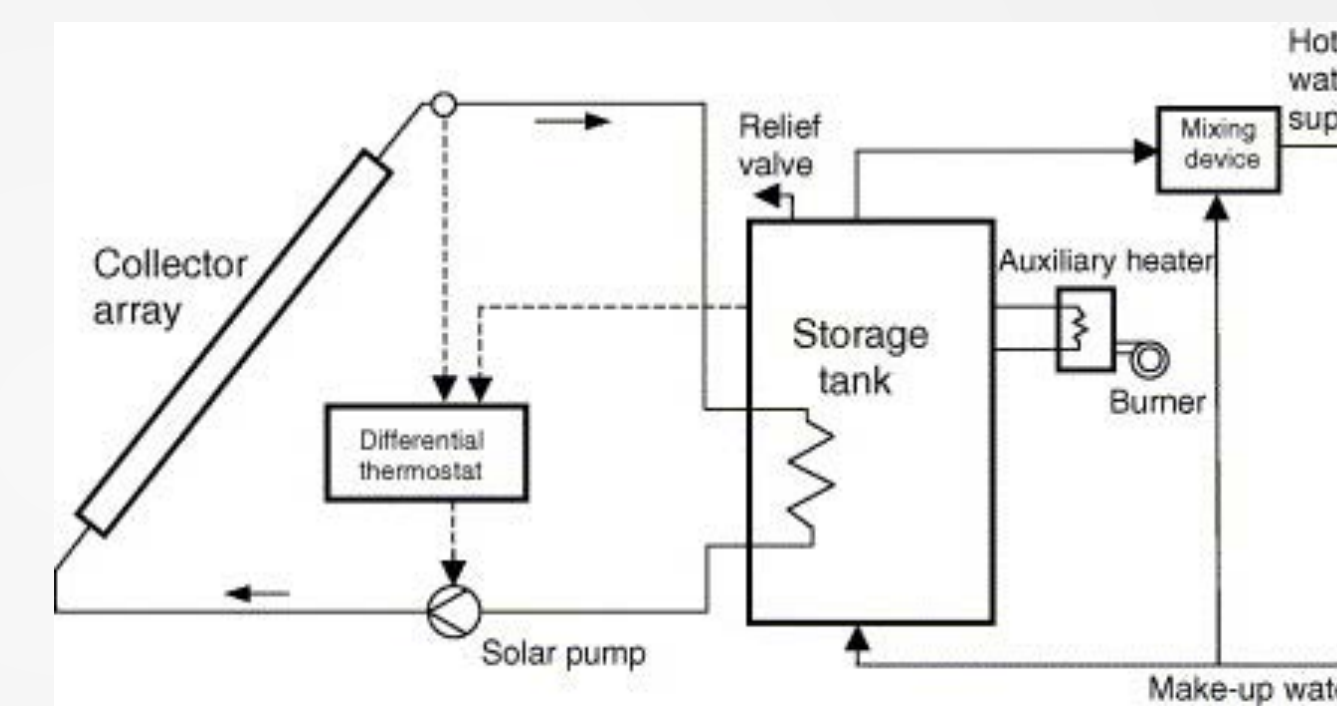 Hot
wat
sup
Relief
valve
Mixing
device
Collector
array
Auxiliary heater
Storage
tank
Burner
Differential
thermostat
Solar pump
Make-up wat